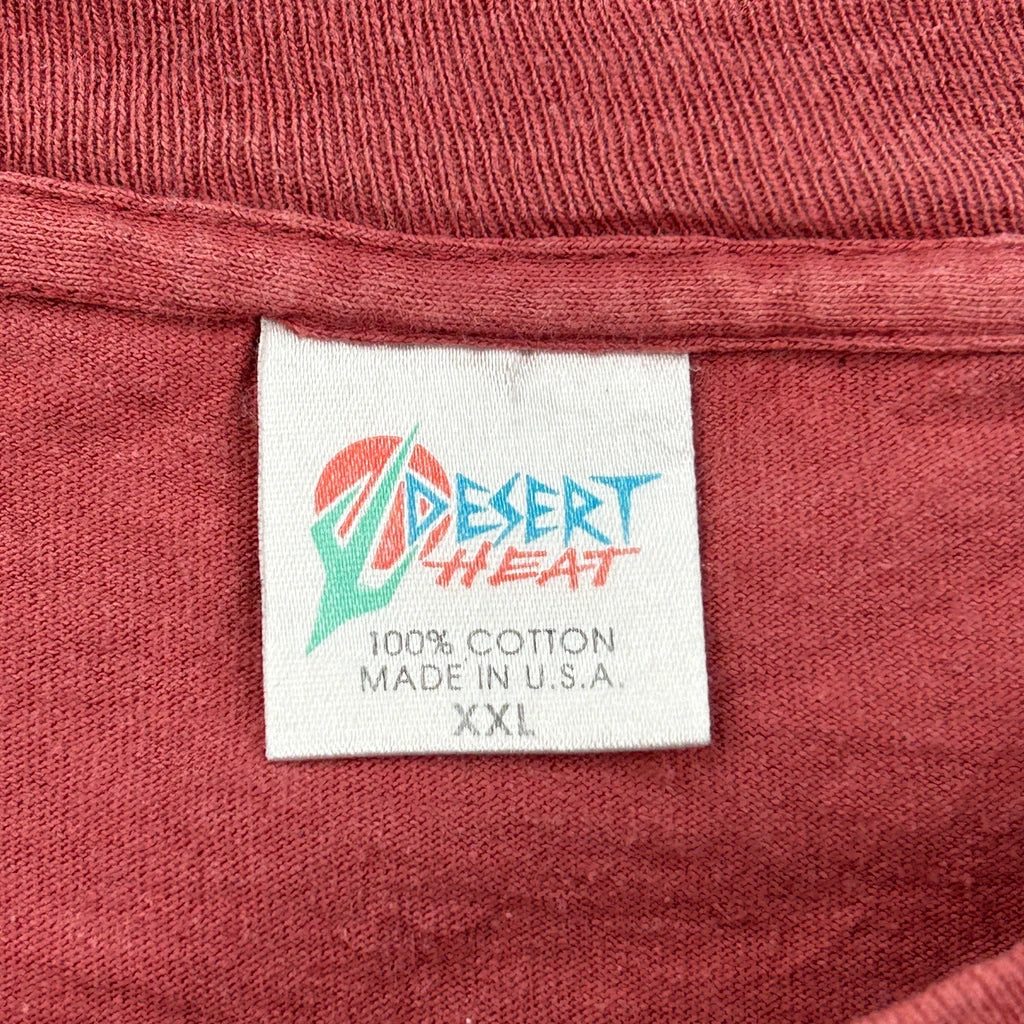 DESERT
HEAT
100% COTTON
MADE IN U.S.A.
XXL